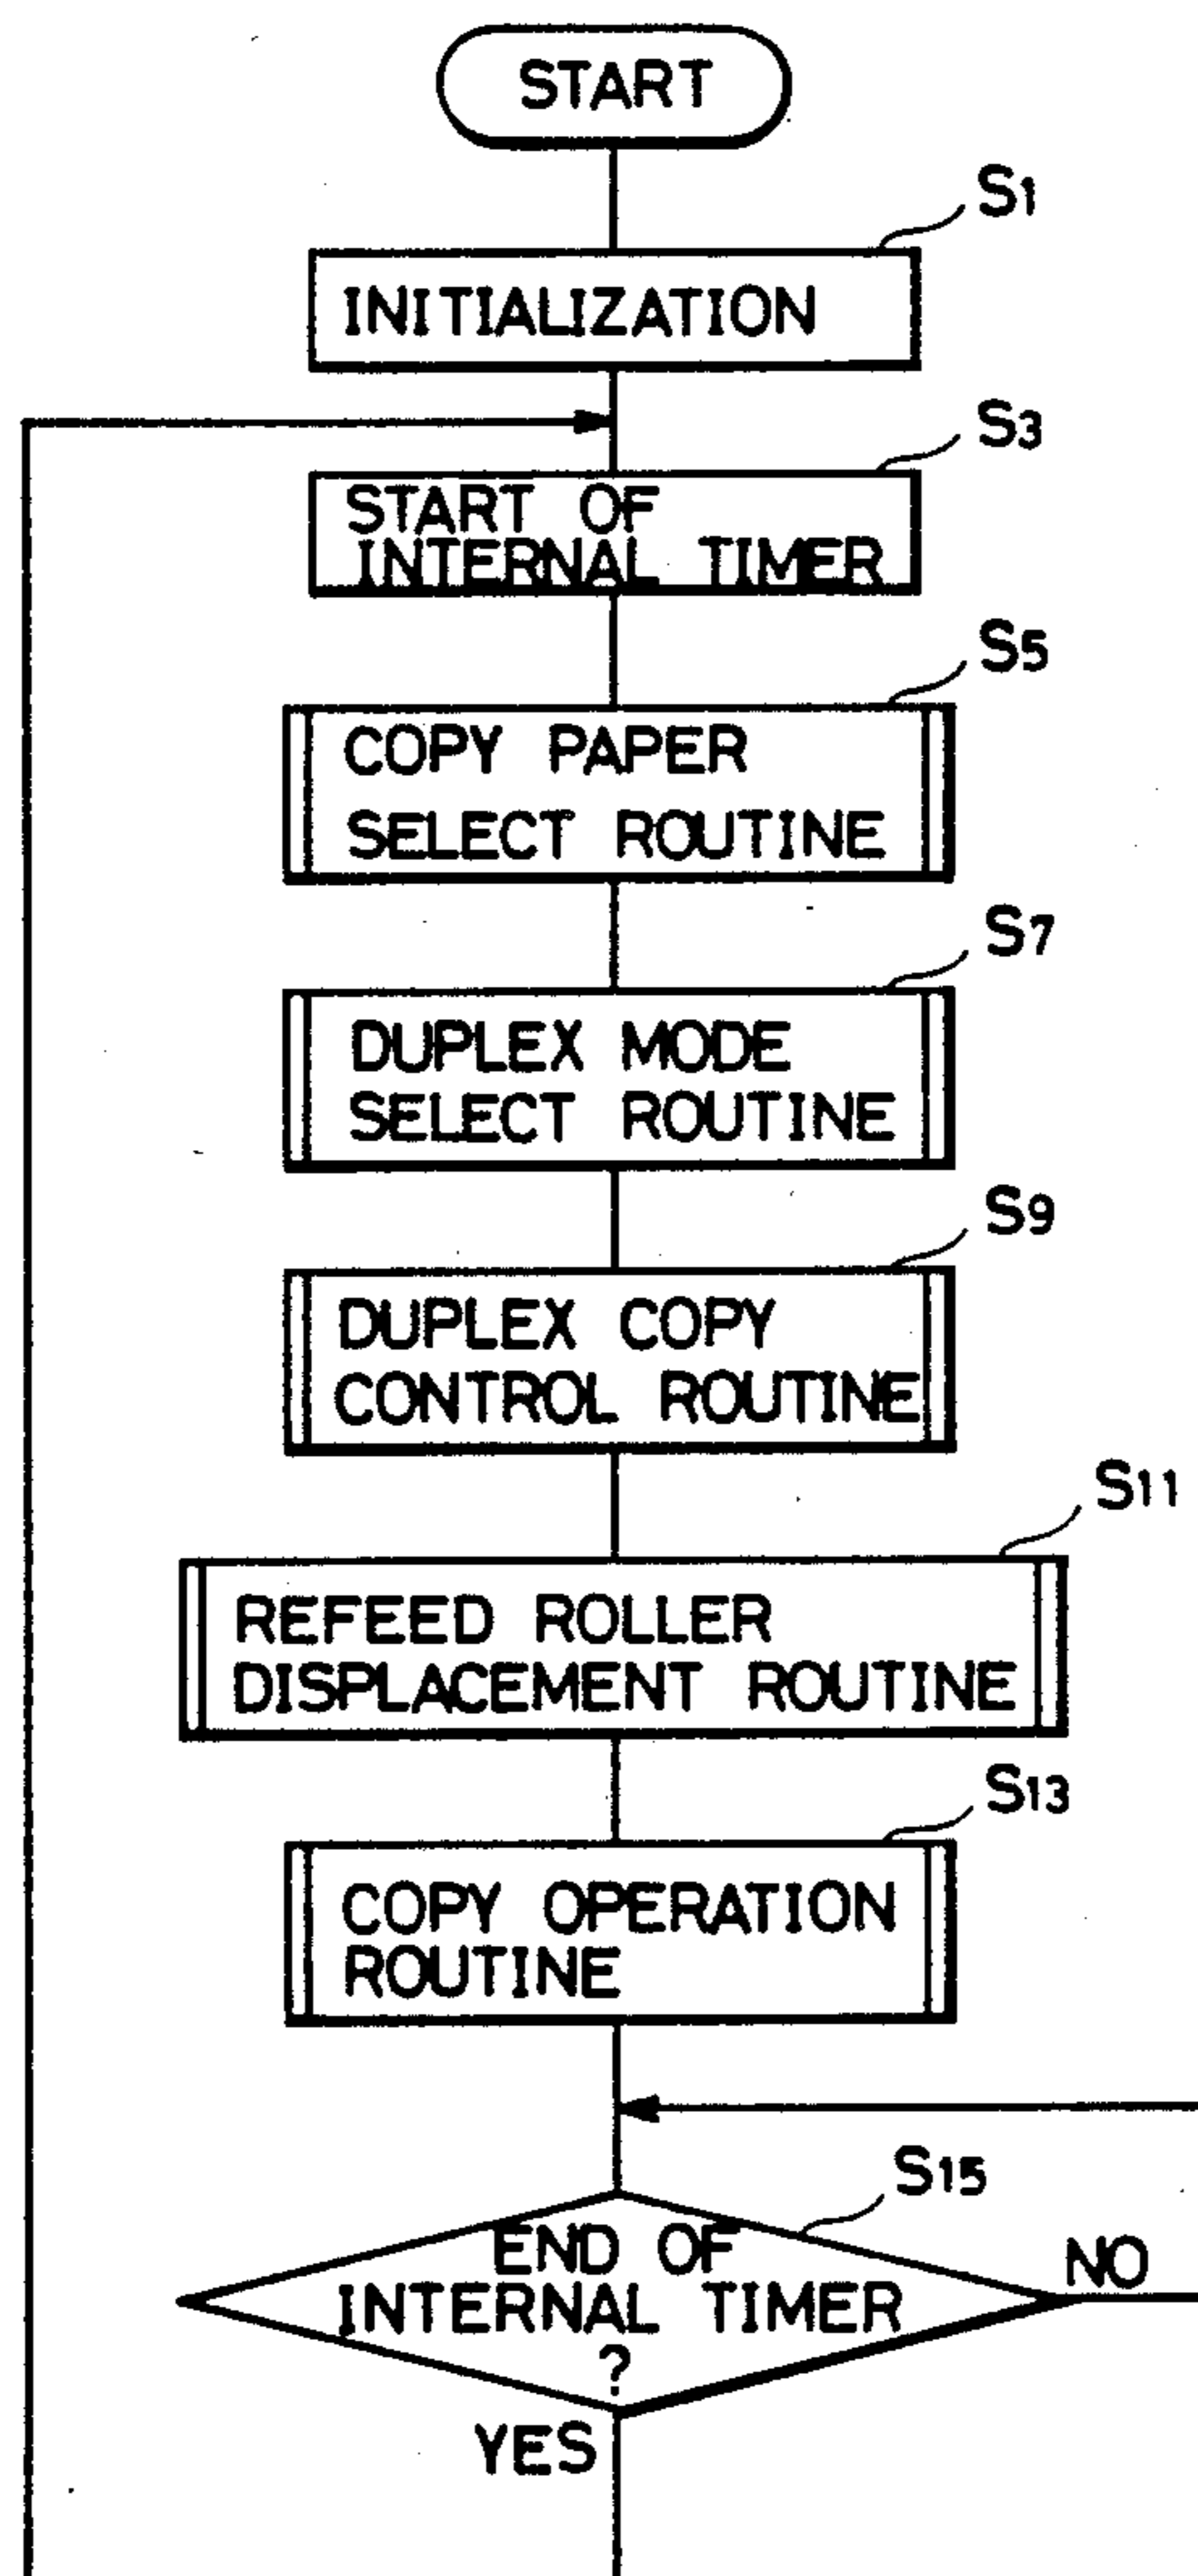 START
S1
INITIALIZATION
S3
START OF
INTERNAL TIMER
S5
COPY PAPER
SELECT ROUTINE
S7
DUPLEX MODE
SELECT ROUTINE
S9
DUPLEX COPY
CONTROL ROUTINE
S11
REFEED ROLLER
DISPLACEMENT ROUTINE
S13
COPY OPERATION
ROUTINE
S15
END OF
INTERNAL TIMER
?
NO
YES